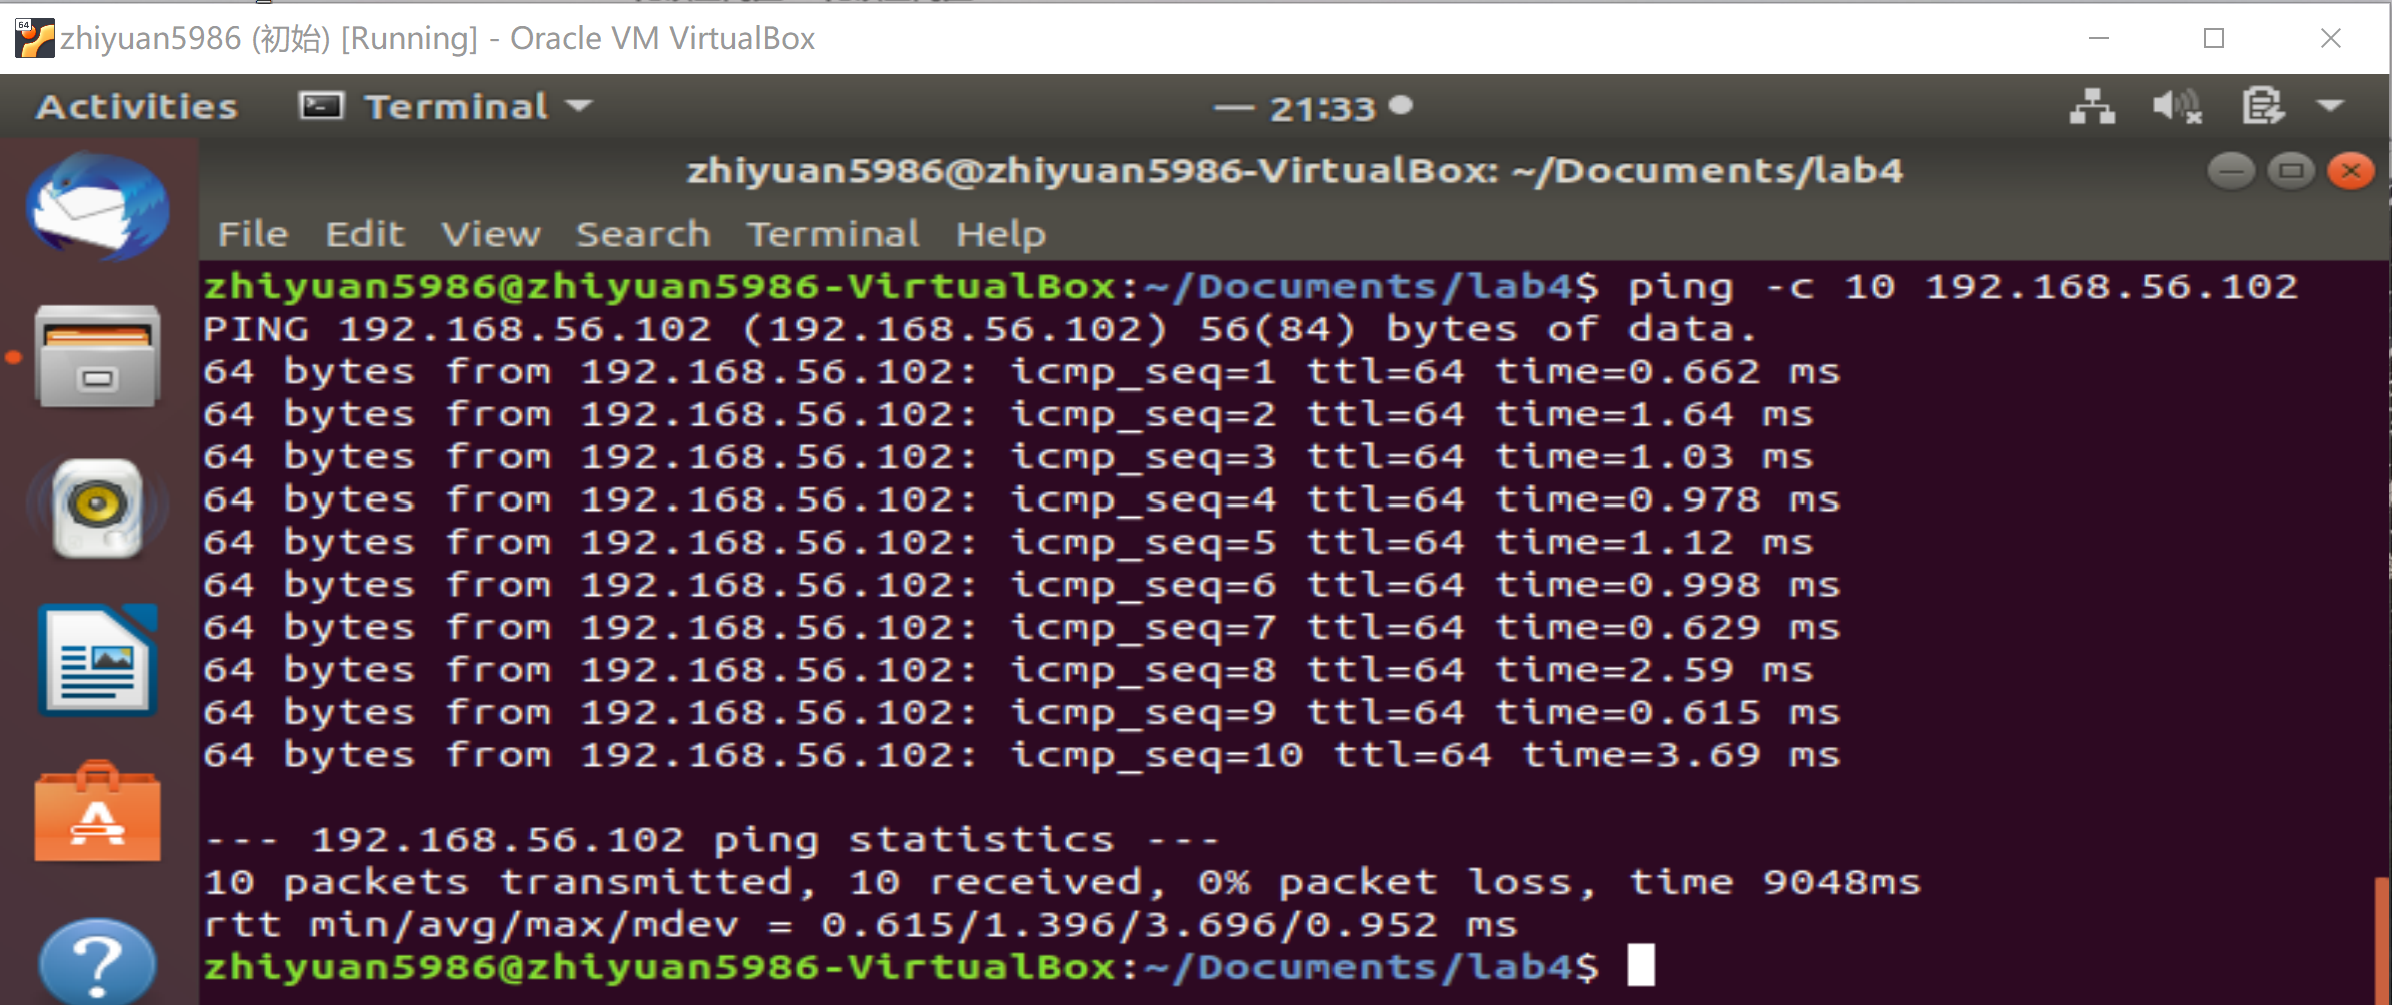 zhiyuan5986 (初始) [Running] - Oracle VM VirtualBox
Activities Terminal 21:33
zhiyuan5986@zhiyuan5986-VirtualBox: ~/Documents/lab4
File Edit View Search Terminal Help
zhiyuan5986@zhiyuan5986-VirtualBox:~/Documents/lab4$ ping -c 10 192.168.56.102
PING 192.168.56.102 (192.168.56.102) 56(84) bytes of data.
64 bytes from 192.168.56.102: icmp_seq=1 ttl=64 time=0.662 ms
64 bytes from 192.168.56.102: icmp_seq=2 ttl=64 time=1.64 ms
64 bytes from 192.168.56.102: icmp_seq=3 ttl=64 time=1.03 ms
64 bytes from 192.168.56.102: icmp_seq=4 ttl=64 time=0.978 ms
64 bytes from 192.168.56.102: icmp_seq=5 ttl=64 time=1.12 ms
64 bytes from 192.168.56.102: icmp_seq=6 ttl=64 time=0.998 ms
64 bytes from 192.168.56.102: icmp_seq=7 ttl=64 time=0.629 ms
64 bytes from 192.168.56.102: icmp_seq=8 ttl=64 time=2.59 ms
64 bytes from 192.168.56.102: icmp_seq=9 ttl=64 time=0.615 ms
64 bytes from 192.168.56.102: icmp_seq=10 ttl=64 time=3.69 ms
--- 192.168.56.102 ping statistics ---
10 packets transmitted, 10 received, 0% packet loss, time 9048ms
rtt min/avg/max/mdev = 0.615/1.396/3.696/0.952 ms
zhiyuan5986@zhiyuan5986-VirtualBox:~/Documents/lab4$